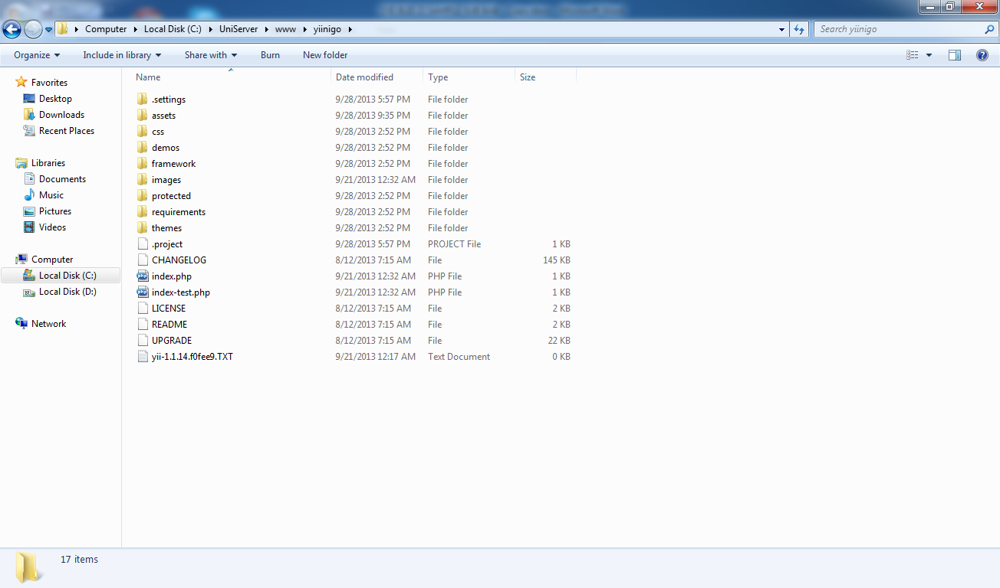 Computer Local Disk (C:) UniServer www yiinigo Search yiinigo
Organize Include in library Share with Burn New folder
Favorites
Desktop
Downloads
Recent Places
Libraries
Documents
Music
Pictures
Videos
Computer
Local Disk (C:)
Local Disk (D:)
Network
Name Date modified Type Size
.settings 9/28/2013 5:57 PM File folder
assets 9/28/2013 9:35 PM File folder
css 9/28/2013 2:52 PM File folder
demos 9/28/2013 2:52 PM File folder
framework 9/28/2013 2:52 PM File folder
images 9/21/2013 12:32 AM File folder
protected 9/28/2013 2:52 PM File folder
requirements 9/28/2013 2:52 PM File folder
themes 9/28/2013 2:52 PM File folder
.project 9/28/2013 5:57 PM PROJECT File 1 KB
CHANGELOG 8/12/2013 7:15 AM File 145 KB
index.php 9/21/2013 12:32 AM PHP File 1 KB
index-test.php 9/21/2013 12:32 AM PHP File 1 KB
LICENSE 8/12/2013 7:15 AM File 2 KB
README 8/12/2013 7:15 AM File 2 KB
UPGRADE 8/12/2013 7:15 AM File 22 KB
yii-1.1.14.f0fee9.TXT 9/21/2013 12:17 AM Text Document 0 KB
17 items